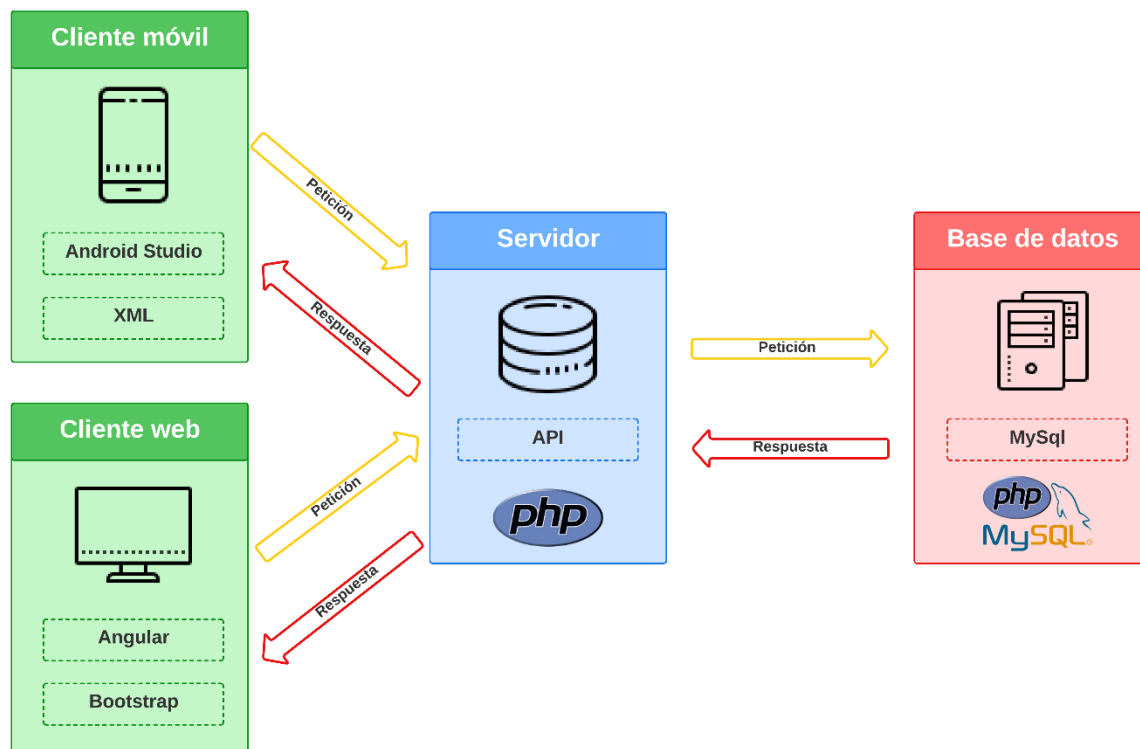 Cliente móvil
Android Studio
XML
Petición
Respuesta
Cliente web
Angular
Bootstrap
Petición
Respuesta
Servidor
API
php
Petición
Respuesta
Base de datos
MySql
php
MySQL®